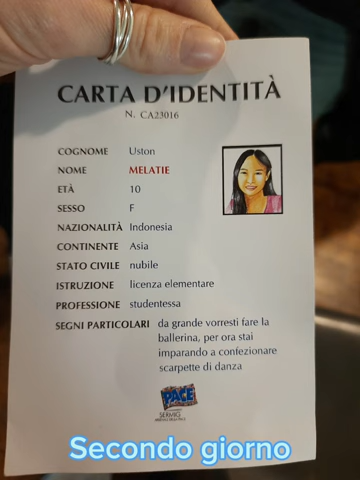 CARTA D'IDENTITÀ
N. CA23016
COGNOME Uston
NOME MELATIE
ETÀ 10
SESSO F
NAZIONALITÀ Indonesia
CONTINENTE Asia
STATO CIVILE nubile
ISTRUZIONE licenza elementare
PROFESSIONE studentessa
SEGNI PARTICOLARI da grande vorresti fare la
ballerina, per ora stai
imparando a confezionare
scarpette di danza
PACE
SERMIG
Secondo giorno